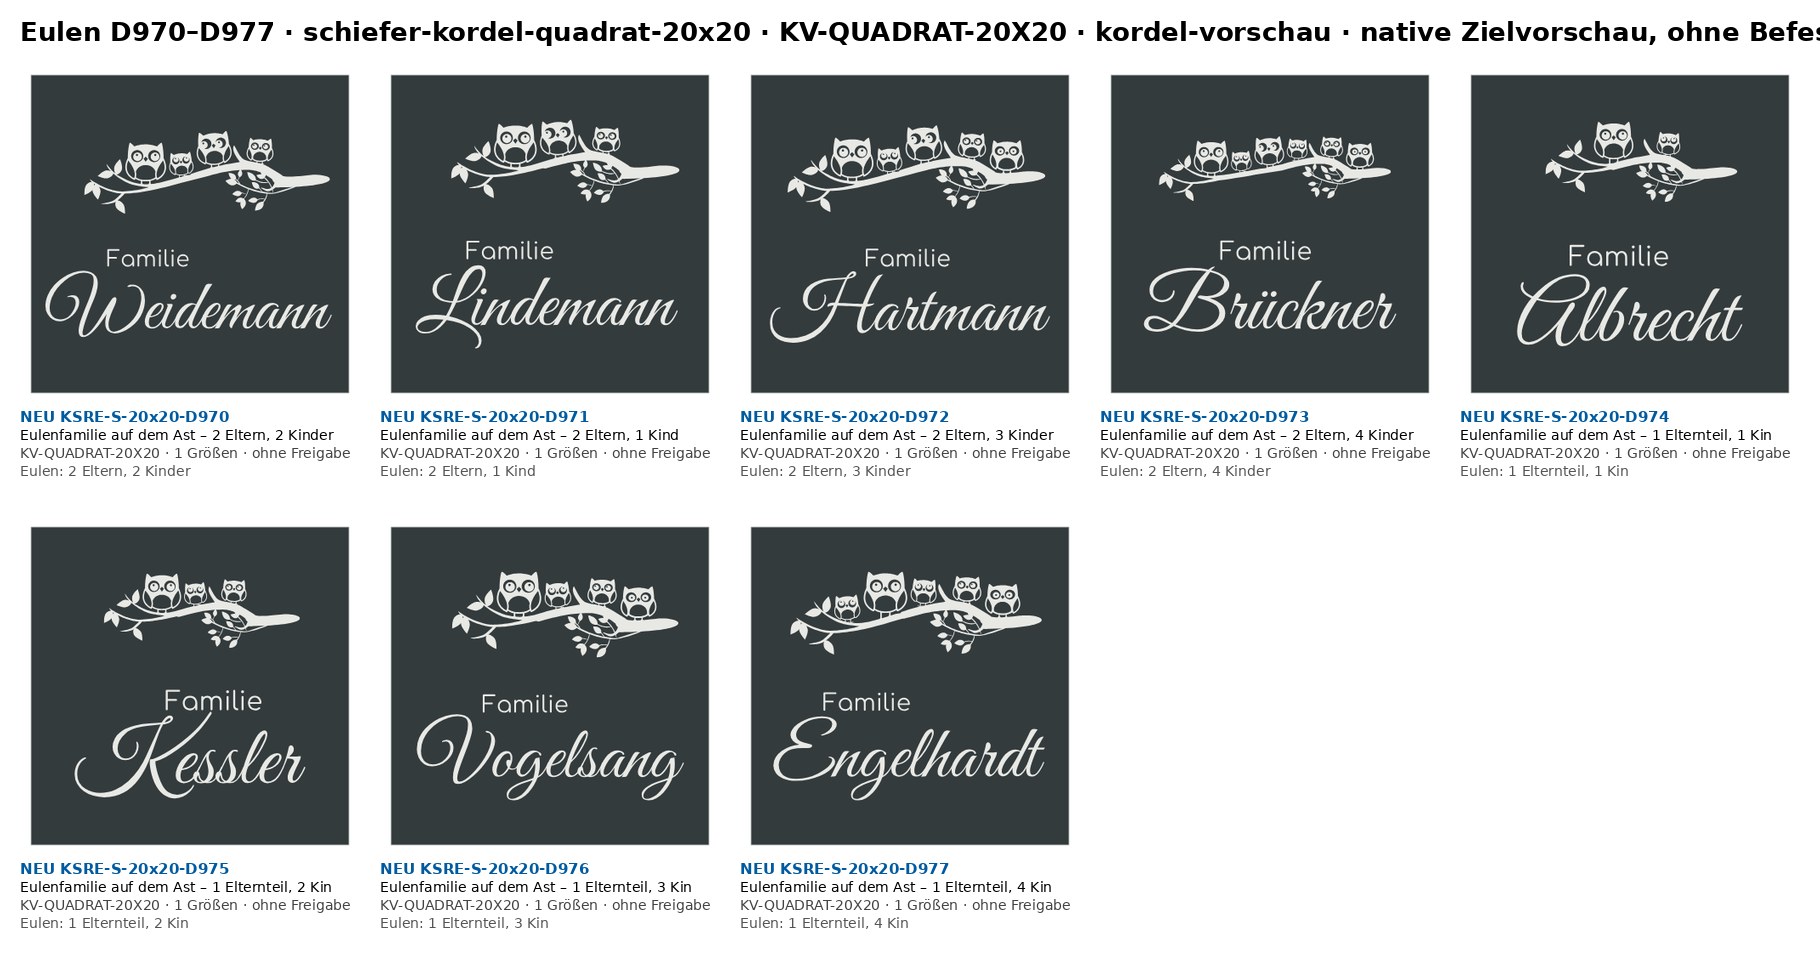 Eulen D970–D977 · schiefer-kordel-quadrat-20x20 · KV-QUADRAT-20X20 · kordel-vorschau · native Zielvorschau, ohne
Familie
Weidemann
NEU KSRE-S-20x20-D970
Eulenfamilie auf dem Ast – 2 Eltern, 2 Kinder
KV-QUADRAT-20X20 · 1 Größen · ohne Freigabe
Eulen: 2 Eltern, 2 Kinder
Familie
Lindemann
NEU KSRE-S-20x20-D971
Eulenfamilie auf dem Ast – 2 Eltern, 1 Kind
KV-QUADRAT-20X20 · 1 Größen · ohne Freigabe
Eulen: 2 Eltern, 1 Kind
Familie
Hartmann
NEU KSRE-S-20x20-D972
Eulenfamilie auf dem Ast – 2 Eltern, 3 Kinder
KV-QUADRAT-20X20 · 1 Größen · ohne Freigabe
Eulen: 2 Eltern, 3 Kinder
Familie
Brückner
NEU KSRE-S-20x20-D973
Eulenfamilie auf dem Ast – 2 Eltern, 4 Kinder
KV-QUADRAT-20X20 · 1 Größen · ohne Freigabe
Eulen: 2 Eltern, 4 Kinder
Familie
Albrecht
NEU KSRE-S-20x20-D974
Eulenfamilie auf dem Ast – 1 Elternteil, 1 Kin
KV-QUADRAT-20X20 · 1 Größen · ohne Freigabe
Eulen: 1 Elternteil, 1 Kin
Familie
Kessler
NEU KSRE-S-20x20-D975
Eulenfamilie auf dem Ast – 1 Elternteil, 2 Kin
KV-QUADRAT-20X20 · 1 Größen · ohne Freigabe
Eulen: 1 Elternteil, 2 Kin
Familie
Vogelsang
NEU KSRE-S-20x20-D976
Eulenfamilie auf dem Ast – 1 Elternteil, 3 Kin
KV-QUADRAT-20X20 · 1 Größen · ohne Freigabe
Eulen: 1 Elternteil, 3 Kin
Familie
Engelhardt
NEU KSRE-S-20x20-D977
Eulenfamilie auf dem Ast – 1 Elternteil, 4 Kin
KV-QUADRAT-20X20 · 1 Größen · ohne Freigabe
Eulen: 1 Elternteil, 4 Kin